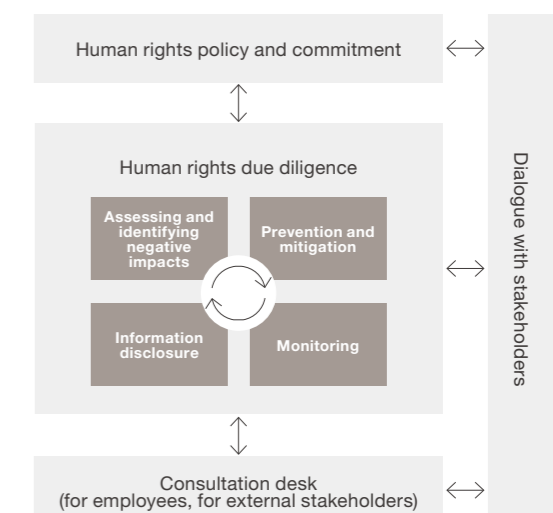 Human rights policy and commitment
Human rights due diligence
Assessing and
identifying
negative
impacts
Prevention and
mitigation
Information
disclosure
Monitoring
Consultation desk
(for employees, for external stakeholders)
Dialogue with stakeholders